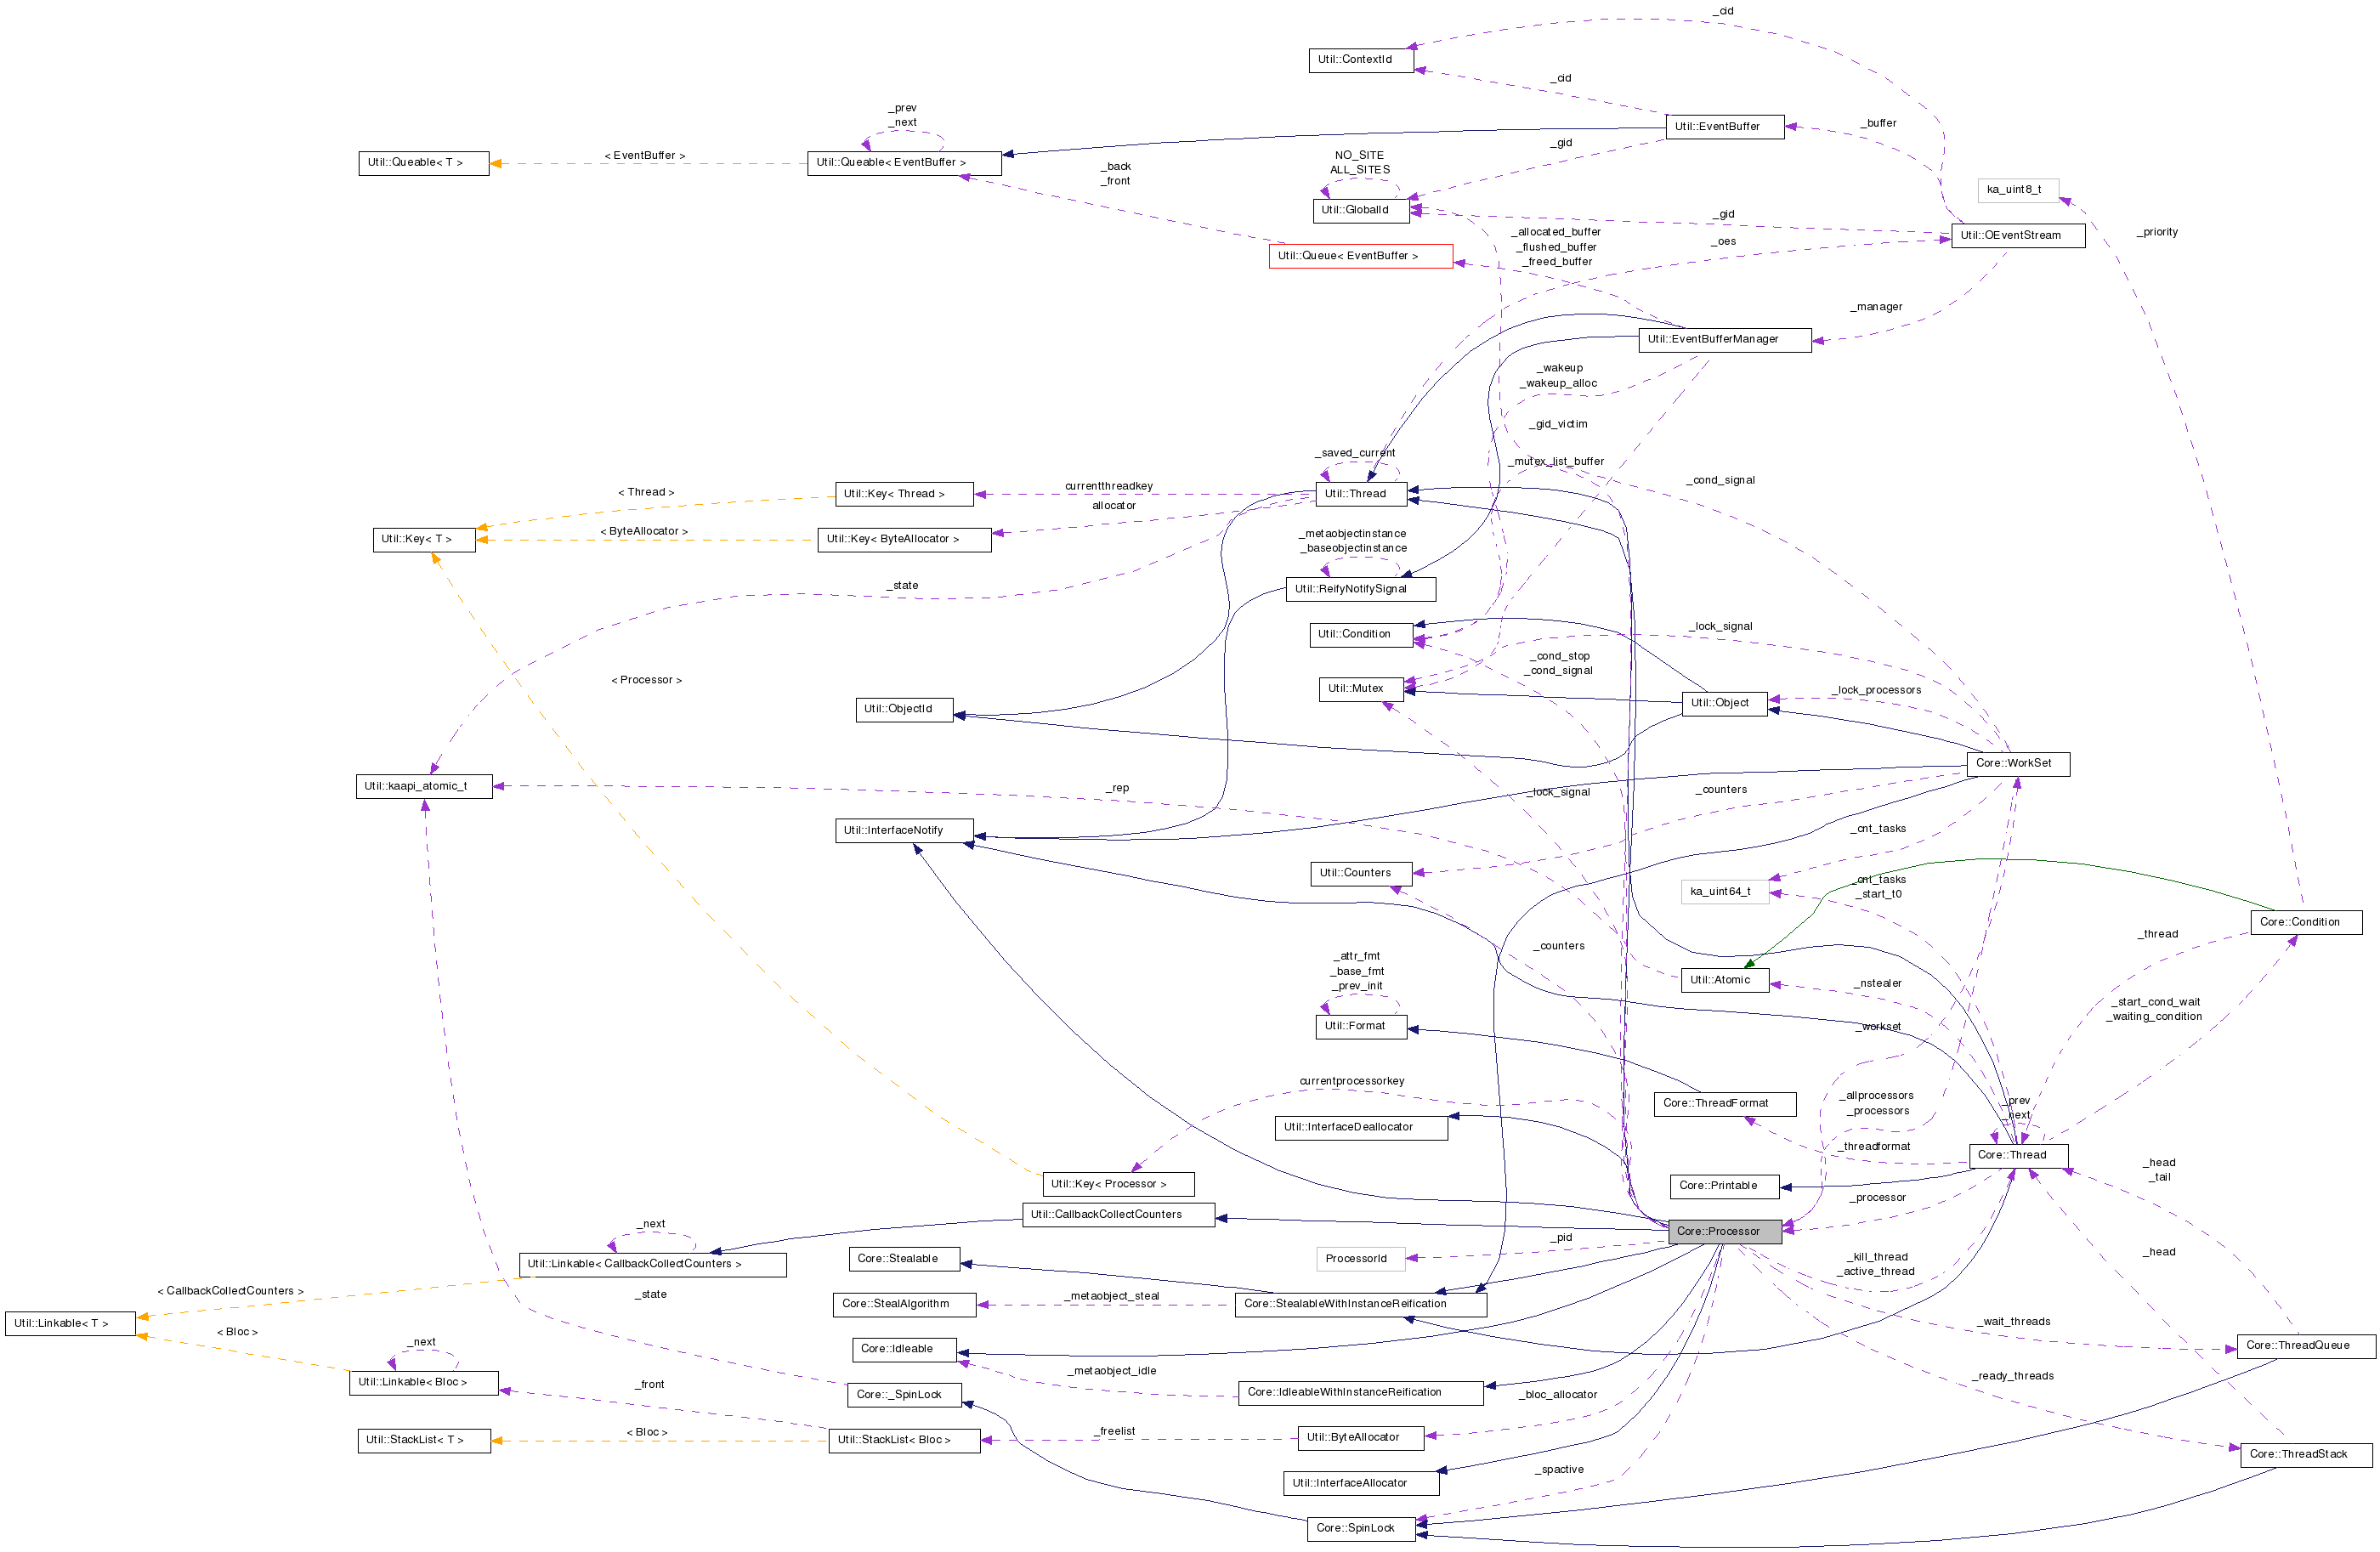 _cid
Util::ContextId
_cid
_prev
_next
_buffer
Util::EventBuffer
Util::Queable< T >
< EventBuffer >
Util::Queable< EventBuffer >
_gid
NO_SITE
ALL_SITES
_back
_front
ka_uint8_t
Util::GlobalId
_gid
Util::OEventStream
_priority
_allocated_buffer
_flushed_buffer
_freed_buffer
_oes
Util::Queue< EventBuffer >
_manager
Util::EventBufferManager
_wakeup
_wakeup_alloc
_gid_victim
_saved_current
_mutex_list_buffer
_cond_signal
< Thread >
Util::Key< Thread >
currentthreadkey
Util::Thread
allocator
Util::Key< T >
< ByteAllocator >
Util::Key< ByteAllocator >
_metaobjectinstance
_baseobjectinstance
_state
Util::ReifyNotifySignal
Util::Condition
_lock_signal
_cond_stop
_cond_signal
< Processor >
Util::Mutex
_lock_processors
Util::ObjectId
Util::Object
Core::WorkSet
Util::kaapi_atomic_t
_rep
_lock_signal
_counters
Util::InterfaceNotify
_cnt_tasks
Util::Counters
_cnt_tasks
_start_t0
ka_uint64_t
Core::Condition
_thread
_counters
_attr_fmt
_base_fmt
_prev_init
Util::Atomic
_nstealer
_start_cond_wait
_waiting_condition
Util::Format
_workset
currentprocessorkey
_allprocessors
_processors
Core::ThreadFormat
_prev
_next
Util::InterfaceDeallocator
_threadformat
Core::Thread
_head
_tail
Util::Key< Processor >
Core::Printable
_processor
Util::CallbackCollectCounters
_next
Core::Processor
_pid
Util::Linkable< CallbackCollectCounters >
Core::Stealable
ProcessorId
_kill_thread
_active_thread
_head
< CallbackCollectCounters >
_state
Core::StealAlgorithm
_metaobject_steal
Core::StealableWithInstanceReification
Util::Linkable< T >
< Bloc >
_next
_wait_threads
Core::Idleable
Core::ThreadQueue
_metaobject_idle
Util::Linkable< Bloc >
_front
Core::_SpinLock
Core::IdleableWithInstanceReification
_bloc_allocator
_ready_threads
Util::StackList< T >
< Bloc >
Util::StackList< Bloc >
_freelist
Util::ByteAllocator
Core::ThreadStack
Util::InterfaceAllocator
_spactive
Core::SpinLock